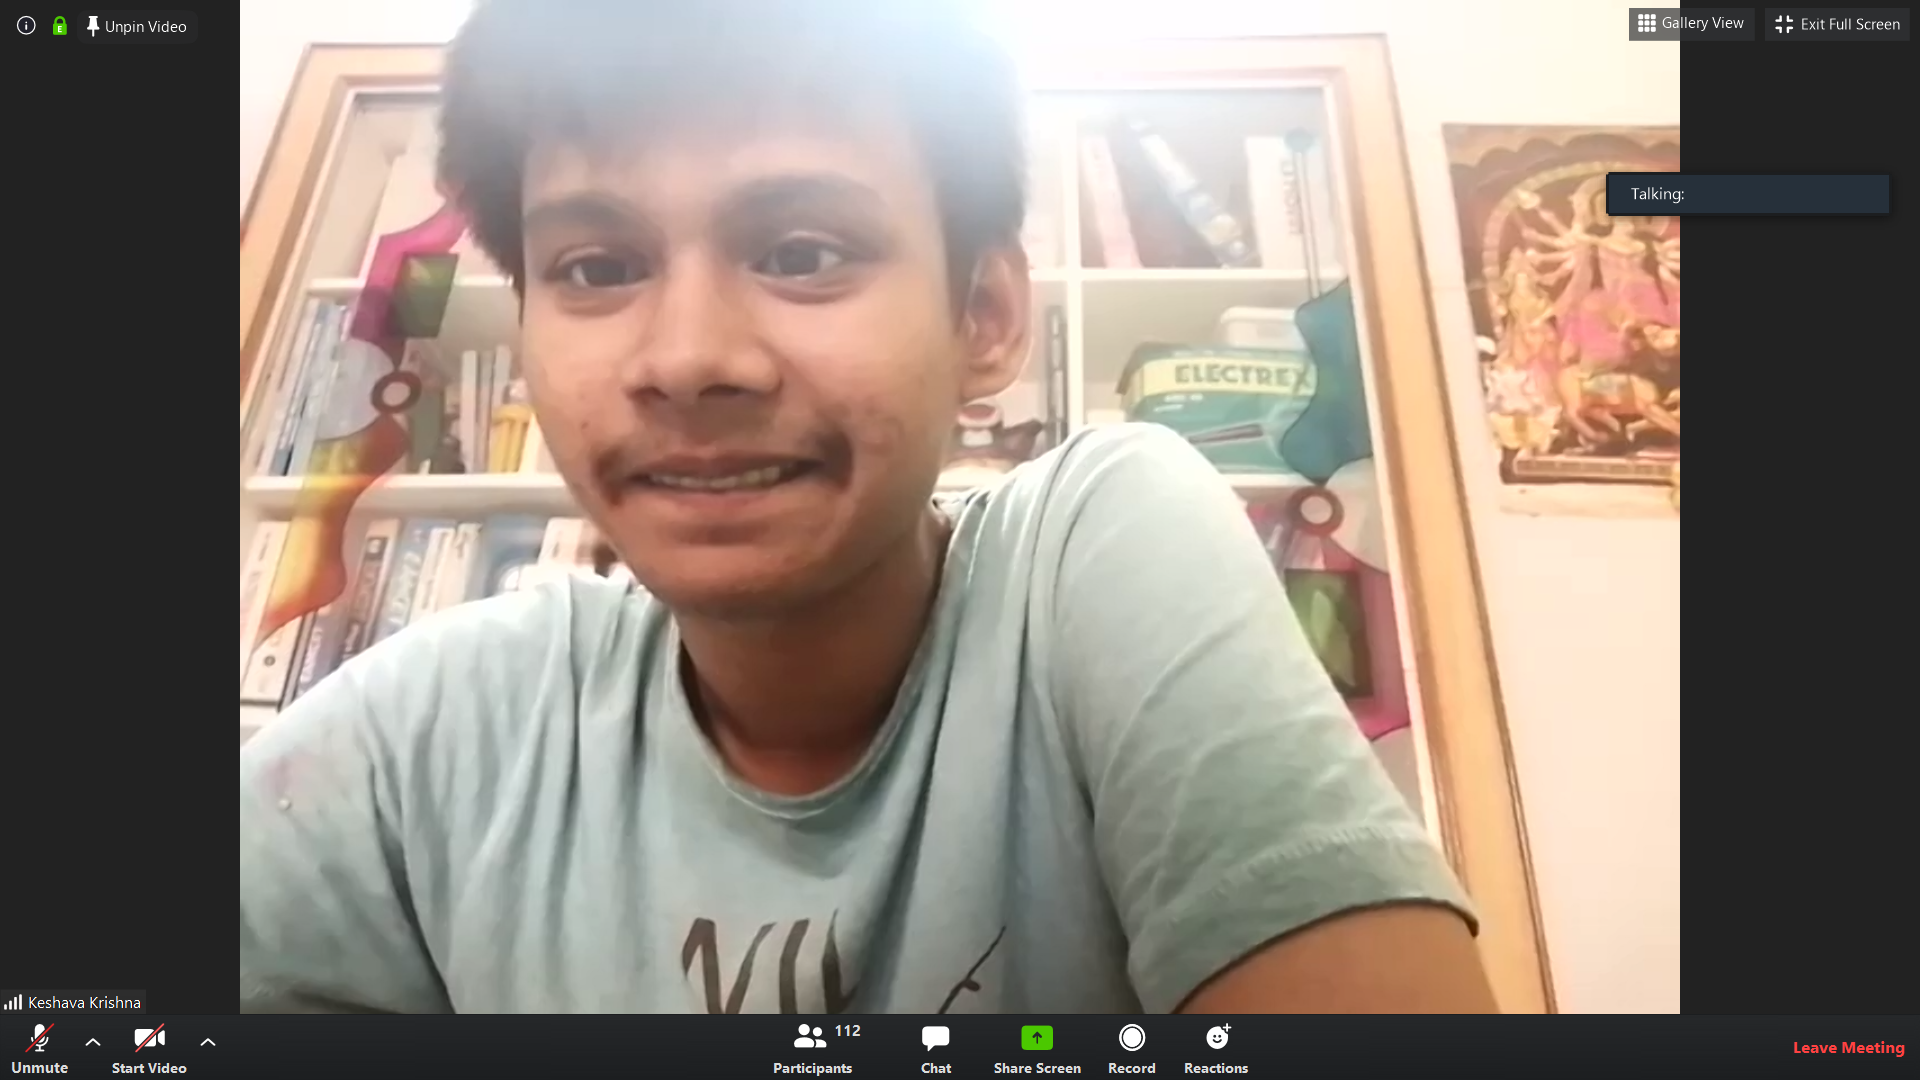 Unpin Video
Gallery View
Exit Full Screen
Talking:
ELECTREX
Keshava Krishna
Unmute
Start Video
112
Participants
Chat
Share Screen
Record
Reactions
Leave Meeting